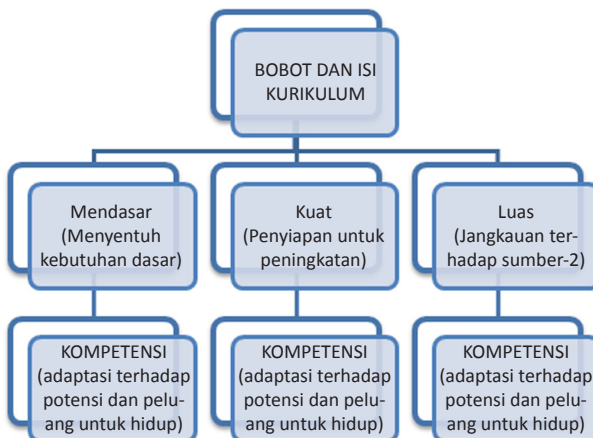 BOBOT DAN ISI
KURIKULUM
Mendasar
(Menyentuh
kebutuhan dasar)
Kuat
(Penyiapan untuk
peningkatan)
Luas
(Jangkauan ter-
hadap sumber-2)
KOMPETENSI
(adaptasi terhadap
potensi dan pelu-
ang untuk hidup)
KOMPETENSI
(adaptasi terhadap
potensi dan pelu-
ang untuk hidup)
KOMPETENSI
(adaptasi terhadap
potensi dan pelu-
ang untuk hidup)